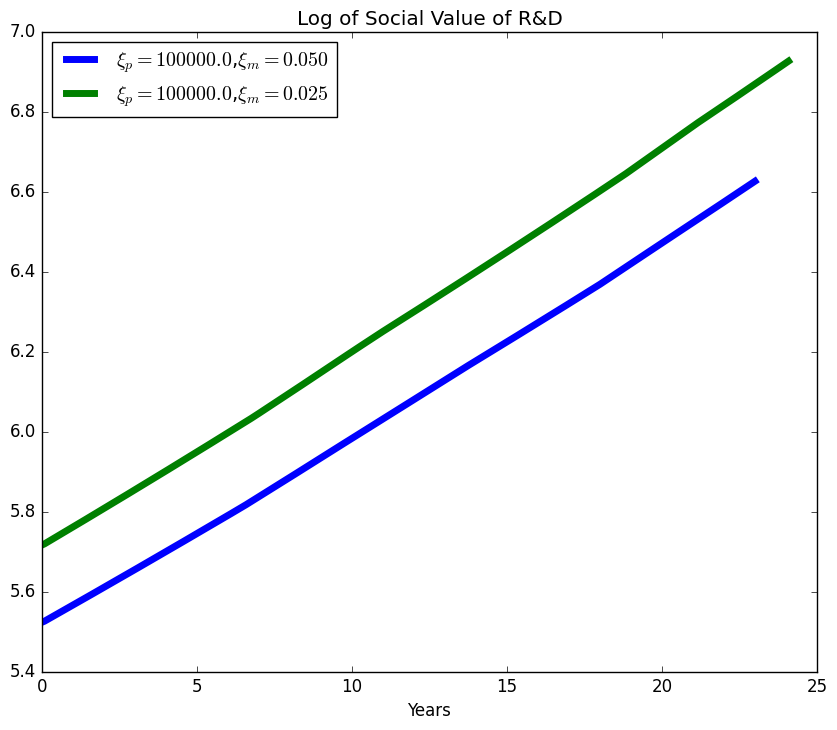 Log of Social Value of R&D
7.0
6.8
6.6
6.4
6.2
6.0
5.8
5.6
5.4
ξₚ = 100000.0,ξₘ = 0.050
ξₚ = 100000.0,ξₘ = 0.025
0 5 10 15 20 25
Years